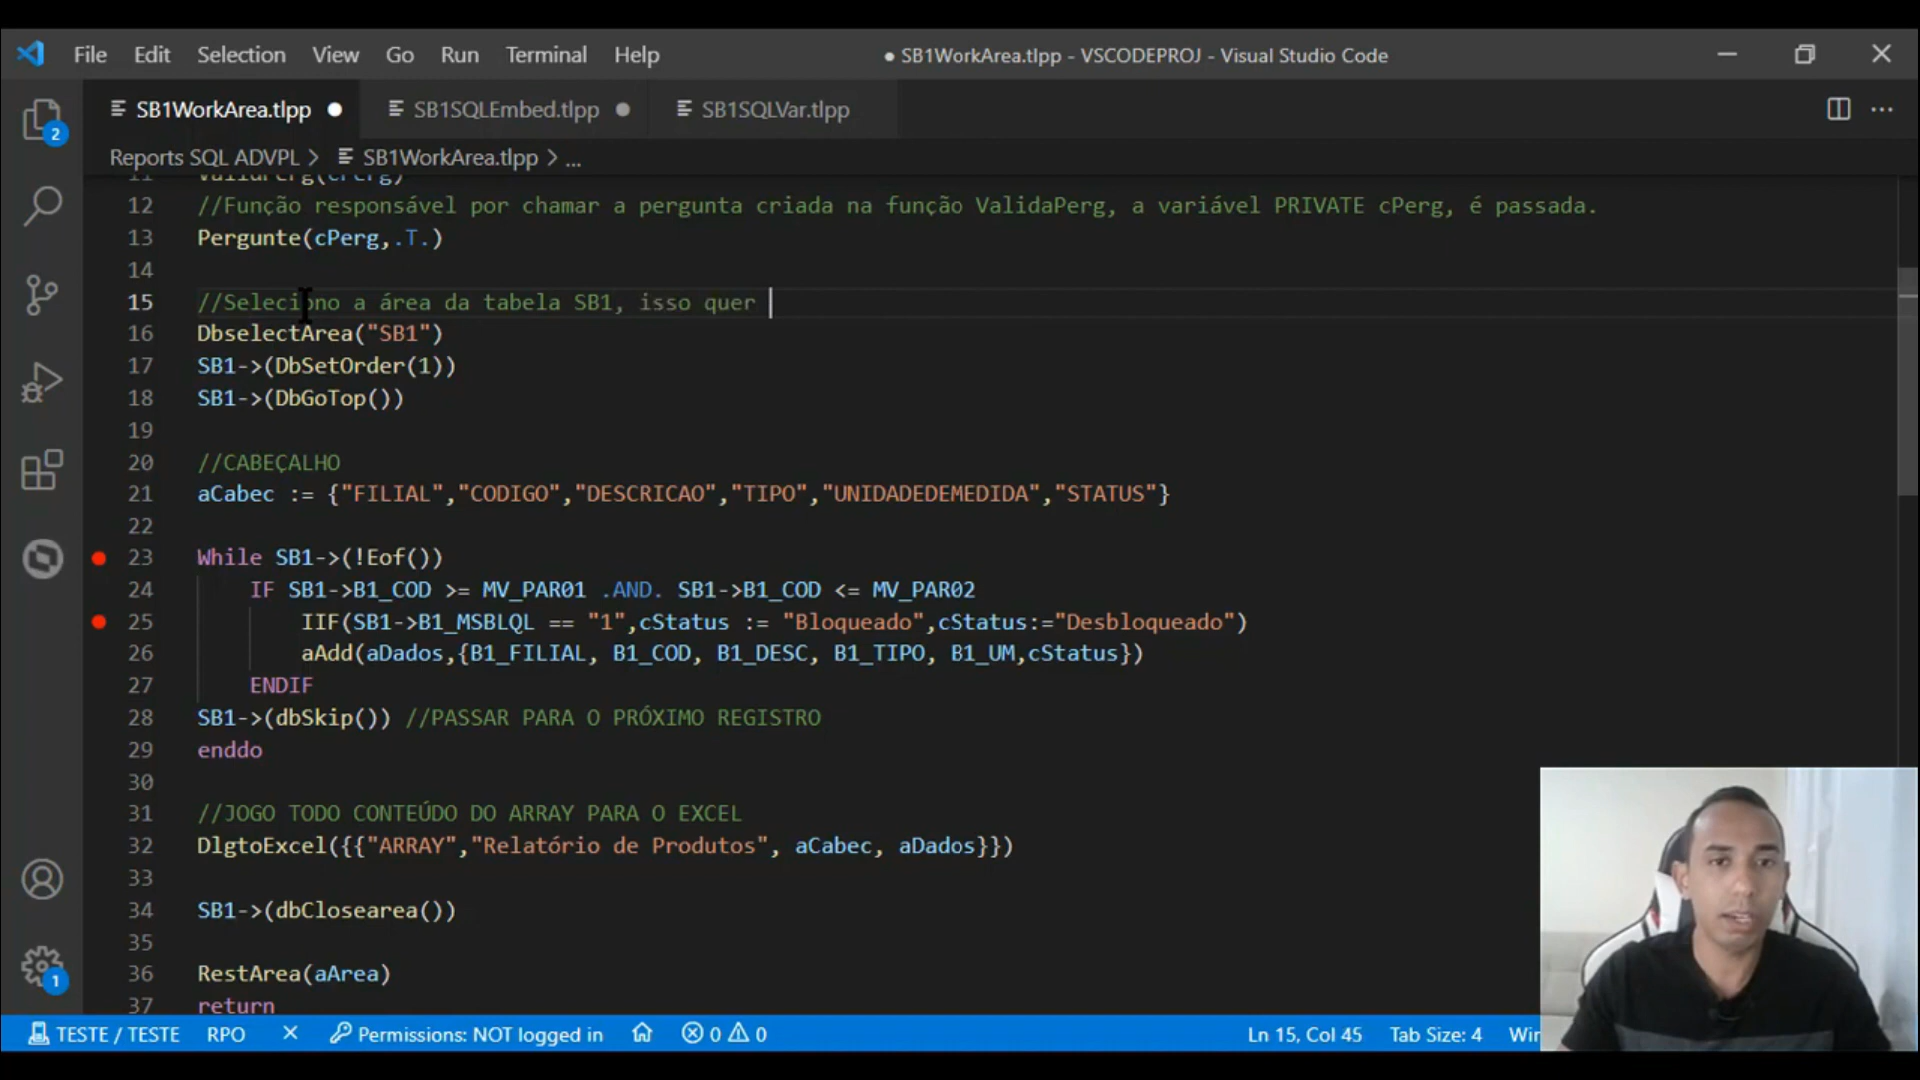 File Edit Selection View Go Run Terminal Help
● SB1WorkArea.tlpp - VSCODEPROJ - Visual Studio Code
SB1WorkArea.tlpp
SB1SQLEmbed.tlpp
SB1SQLVar.tlpp
Reports SQL ADVPL > SB1WorkArea.tlpp > ...
11 ValidaPerg(cPerg)
12 //Função responsável por chamar a pergunta criada na função ValidaPerg, a variável PRIVATE cPerg, é passada.
13 Pergunte(cPerg,.T.)
14
15 //Seleciono a área da tabela SB1, isso quer
16 DbselectArea("SB1")
17 SB1->(DbSetOrder(1))
18 SB1->(DbGoTop())
19
20 //CABEÇALHO
21 aCabec := {"FILIAL","CODIGO","DESCRICAO","TIPO","UNIDADEDEMEDIDA","STATUS"}
22
23 While SB1->(!Eof())
24 IF SB1->B1_COD >= MV_PAR01 .AND. SB1->B1_COD <= MV_PAR02
25 IIF(SB1->B1_MSBLQL == "1",cStatus := "Bloqueado",cStatus:="Desbloqueado")
26 aAdd(aDados,{B1_FILIAL, B1_COD, B1_DESC, B1_TIPO, B1_UM,cStatus})
27 ENDIF
28 SB1->(dbSkip()) //PASSAR PARA O PRÓXIMO REGISTRO
29 enddo
30
31 //JOGO TODO CONTEÚDO DO ARRAY PARA O EXCEL
32 DlgtoExcel({{"ARRAY","Relatório de Produtos", aCabec, aDados}})
33
34 SB1->(dbClosearea())
35
36 RestArea(aArea)
37 return
2
1
TESTE / TESTE RPO Permissions: NOT logged in 0 0 Ln 15, Col 45 Tab Size: 4 Win